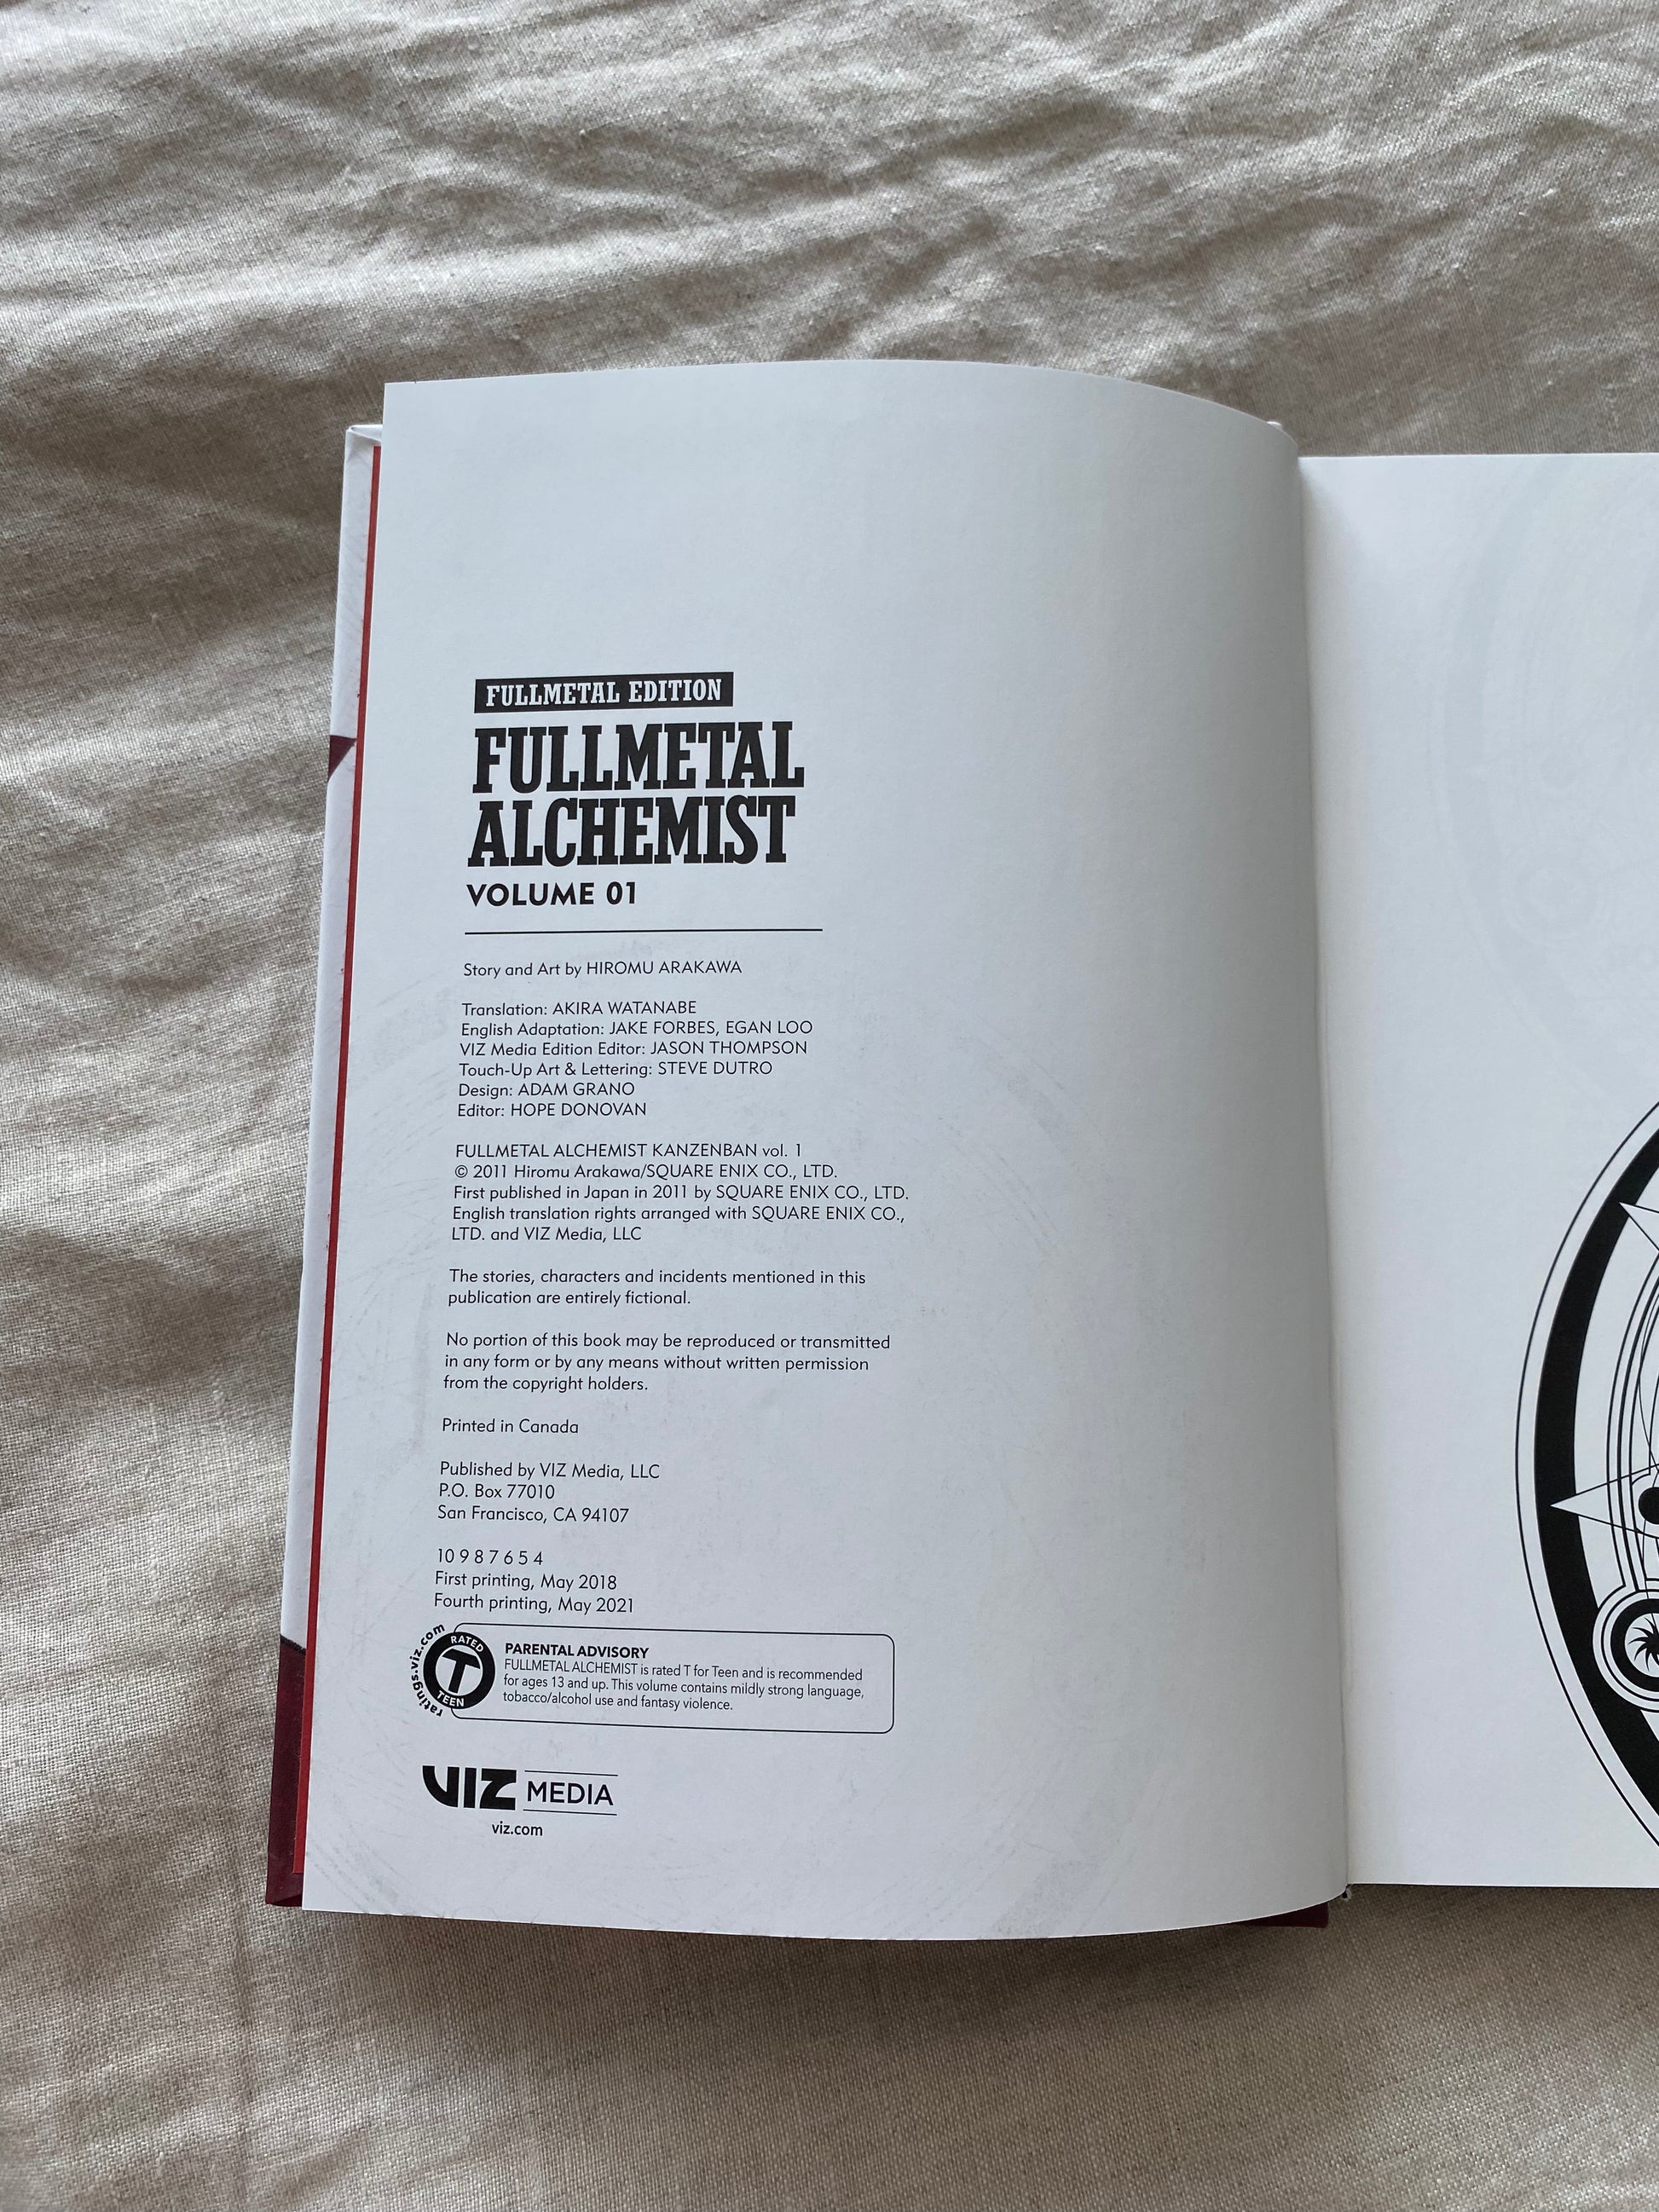 FULLMETAL EDITION
FULLMETAL
ALCHEMIST
VOLUME 01
Story and Art by HIROMU ARAKAWA
Translation: AKIRA WATANABE
English Adaptation: JAKE FORBES, EGAN LOO
VIZ Media Edition Editor: JASON THOMPSON
Touch-Up Art & Lettering: STEVE DUTRO
Design: ADAM GRANO
Editor: HOPE DONOVAN
FULLMETAL ALCHEMIST KANZENBAN vol. 1
© 2011 Hiromu Arakawa/SQUARE ENIX CO., LTD.
First published in Japan in 2011 by SQUARE ENIX CO., LTD.
English translation rights arranged with SQUARE ENIX CO.,
LTD. and VIZ Media, LLC
The stories, characters and incidents mentioned in this
publication are entirely fictional.
No portion of this book may be reproduced or transmitted
in any form or by any means without written permission
from the copyright holders.
Printed in Canada
Published by VIZ Media, LLC
P.O. Box 77010
San Francisco, CA 94107
10 9 8 7 6 5 4
First printing, May 2018
Fourth printing, May 2021
ratings.viz.com
RATED
T
TEEN
PARENTAL ADVISORY
FULLMETAL ALCHEMIST is rated T for Teen and is recommended
for ages 13 and up. This volume contains mildly strong language,
tobacco/alcohol use and fantasy violence.
VIZ MEDIA
viz.com